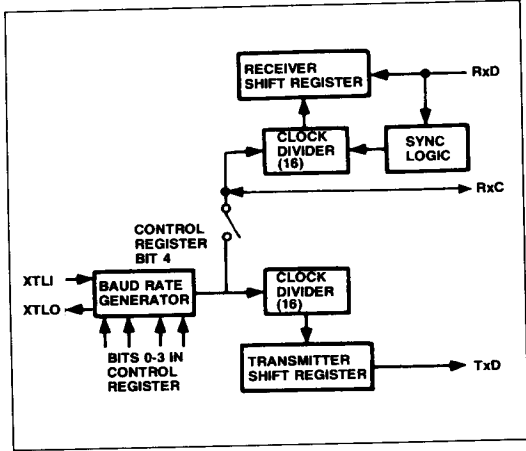 RECEIVER
SHIFT REGISTER
RxD
CLOCK
DIVIDER
(16)
SYNC
LOGIC
RxC
CONTROL
REGISTER
BIT 4
XTLI
XTLO
BAUD RATE
GENERATOR
CLOCK
DIVIDER
(16)
BITS 0-3 IN
CONTROL
REGISTER
TRANSMITTER
SHIFT REGISTER
TxD